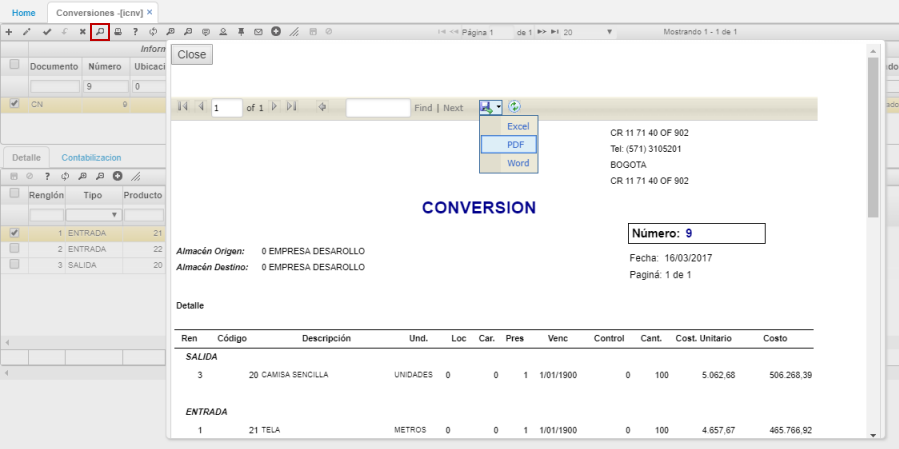 Home Conversiones -[icnv] ×
Página 1 de 1 20 Mostrando 1 - 1 de 1
Inform
Documento Número Ubicaci
9 0
CN 9
Detalle Contabilizacion
Renglón Tipo Producto
1 ENTRADA 21
2 ENTRADA 22
3 SALIDA 20
Close
1 of 1 Find | Next
Excel
PDF
Word
CR 11 71 40 OF 902
Tel: (571) 3105201
BOGOTA
CR 11 71 40 OF 902
CONVERSION
Número: 9
Almacén Origen: 0 EMPRESA DESAROLLO
Almacén Destino: 0 EMPRESA DESAROLLO
Fecha: 16/03/2017
Paginá: 1 de 1
Detalle
Ren Código Descripción Und. Loc Car. Pres Venc Control Cant. Cost. Unitario Costo
SALIDA
3 20 CAMISA SENCILLA UNIDADES 0 0 1 1/01/1900 0 100 5.062,68 506.268,39
ENTRADA
1 21 TELA METROS 0 0 1 1/01/1900 0 100 4.657,67 465.766,92